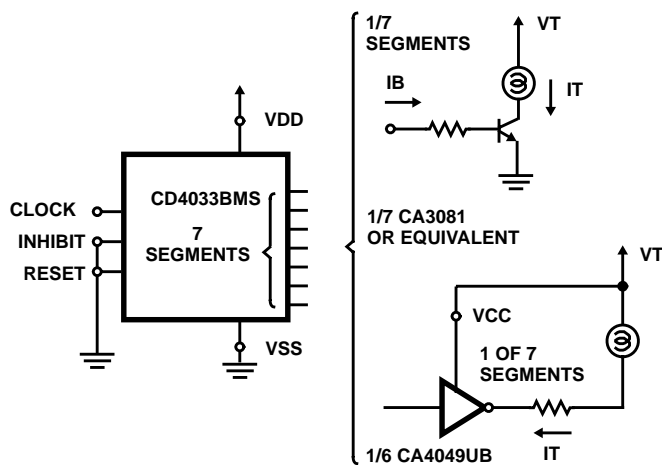 1/7
SEGMENTS
VT
IB
IT
VDD
CD4033BMS
CLOCK
7
SEGMENTS
INHIBIT
RESET
VSS
1/7 CA3081
OR EQUIVALENT
VT
VCC
1 OF 7
SEGMENTS
IT
1/6 CA4049UB